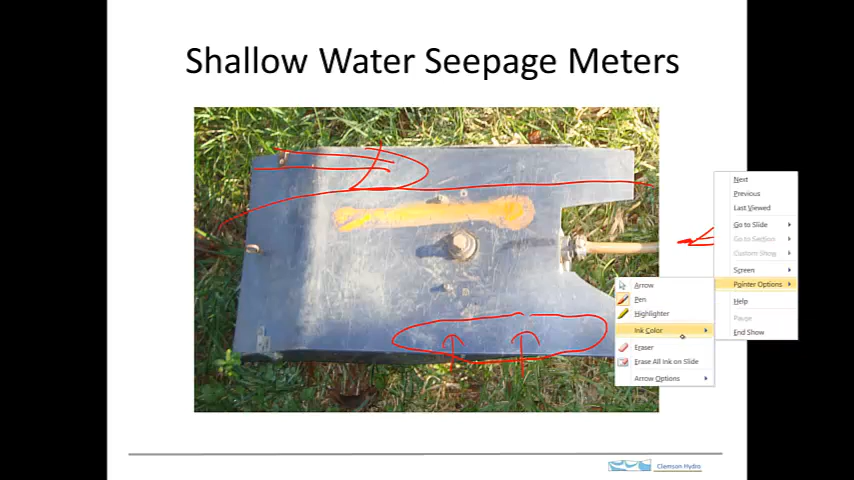 Shallow Water Seepage Meters
Next
Previous
Last Viewed
Go to Slide
Go to Section
Custom Show
Screen
Pointer Options
Help
Pause
End Show
Arrow
Pen
Highlighter
Ink Color
Eraser
Erase All Ink on Slide
Arrow Options
Clemson Hydro